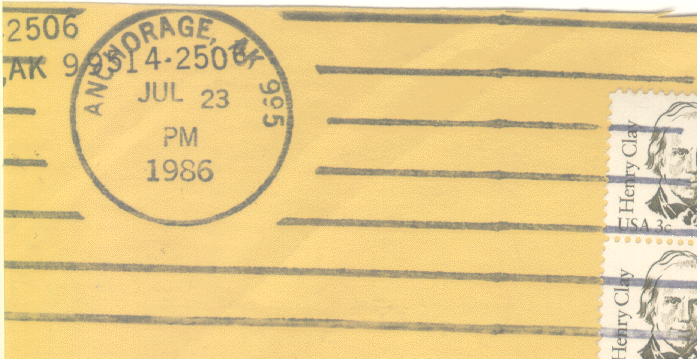 -2506
,AK 99514-2506
ANCHORAGE, AK 995
JUL 23
PM
1986
Henry Clay
USA 3c
Henry Clay